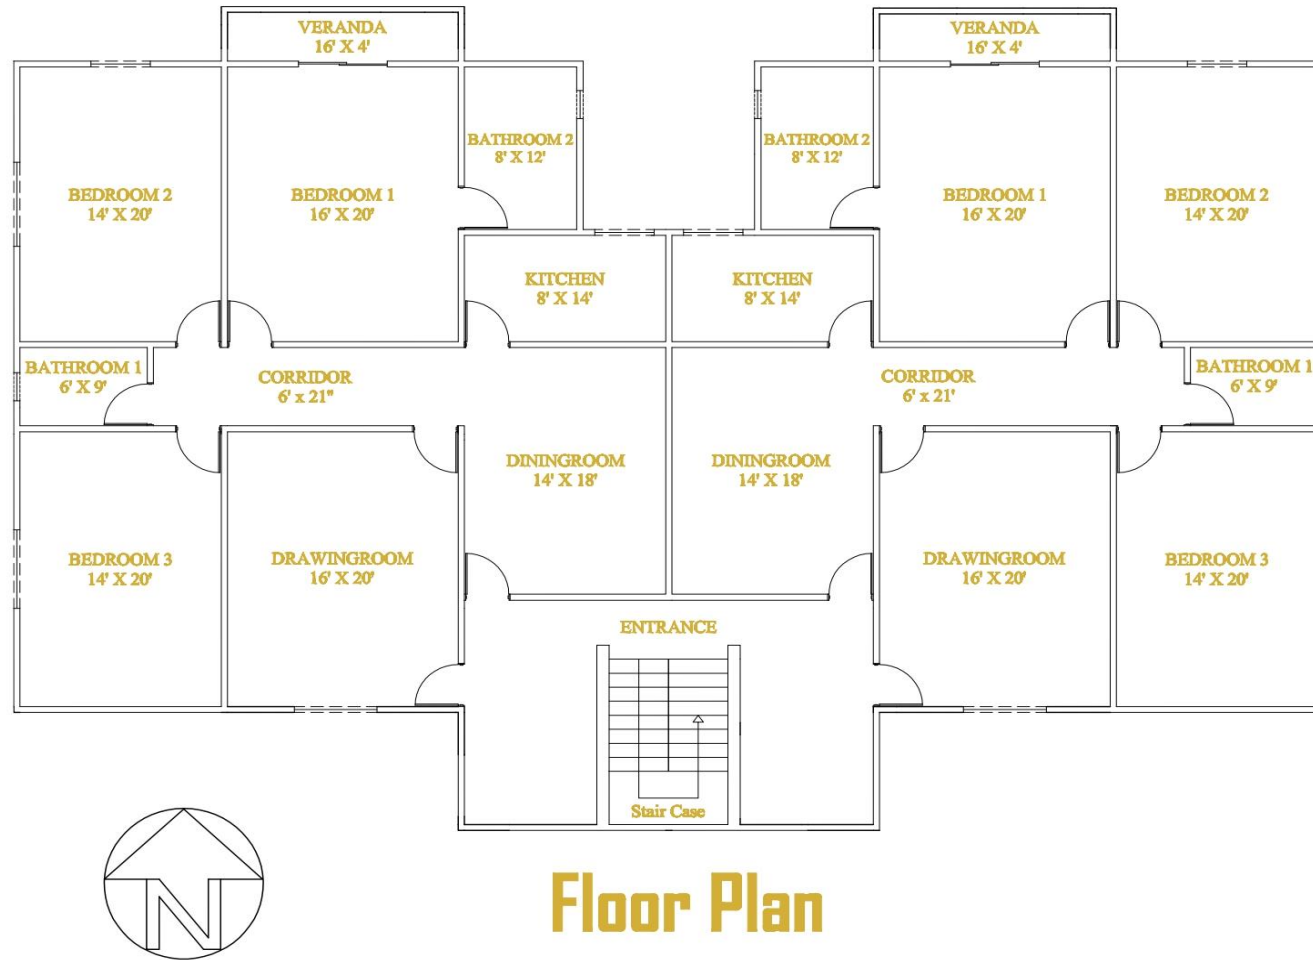 VERANDA
16' X 4'
VERANDA
16' X 4'
BATHROOM 2
8' X 12'
BATHROOM 2
8' X 12'
BEDROOM 2
14' X 20'
BEDROOM 1
16' X 20'
BEDROOM 1
16' X 20'
BEDROOM 2
14' X 20'
KITCHEN
8' X 14'
KITCHEN
8' X 14'
BATHROOM 1
6' X 9'
CORRIDOR
6' x 21"
CORRIDOR
6' x 21'
BATHROOM 1
6' X 9'
DININGROOM
14' X 18'
DININGROOM
14' X 18'
BEDROOM 3
14' X 20'
DRAWINGROOM
16' X 20'
DRAWINGROOM
16' X 20'
BEDROOM 3
14' X 20'
ENTRANCE
Stair Case
N
Floor Plan